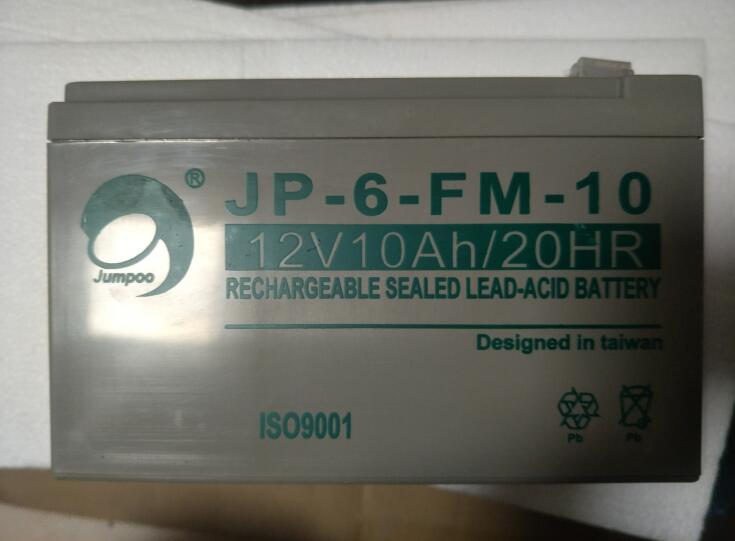 ®
JP-6-FM-10
12V10Ah/20HR
Jumpoo
RECHARGEABLE SEALED LEAD-ACID BATTERY
Designed in taiwan
ISO9001
Pb Pb